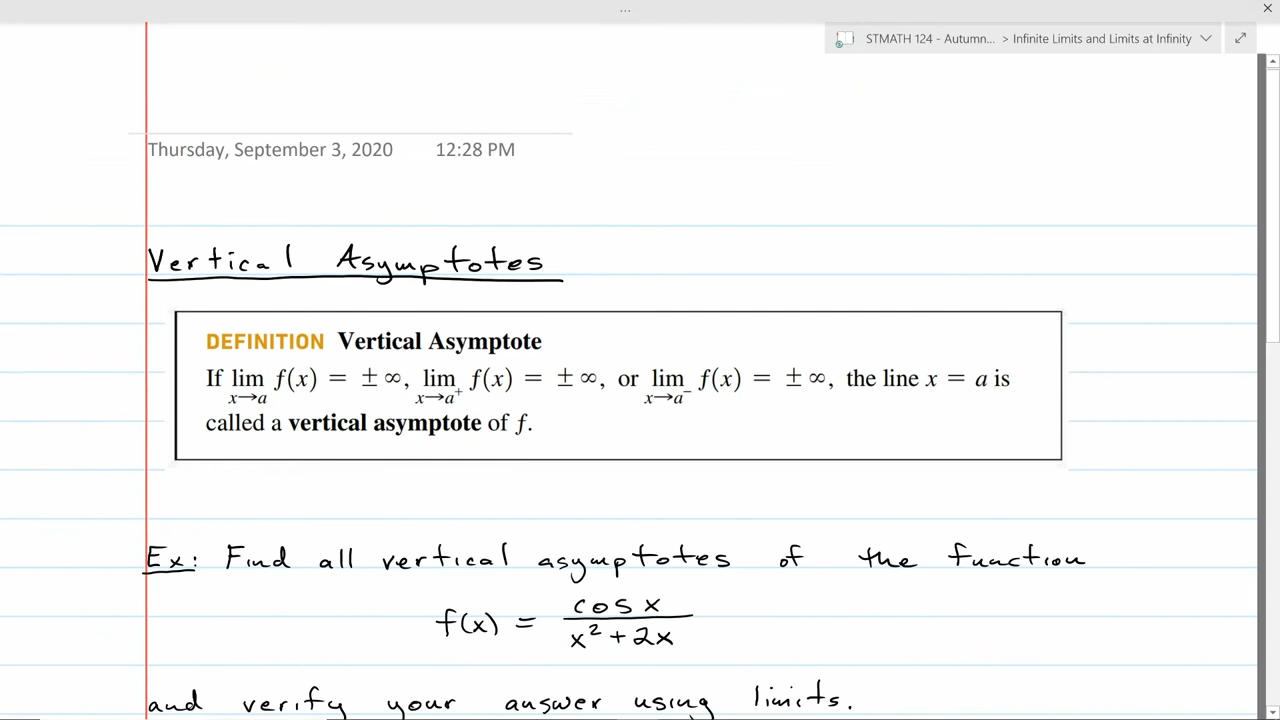 ...
STMATH 124 - Autumn... > Infinite Limits and Limits at Infinity
Thursday, September 3, 2020 12:28 PM
Vertical Asymptotes
DEFINITION Vertical Asymptote
If lim x→a f(x) = ±∞, lim x→a⁺ f(x) = ±∞, or lim x→a⁻ f(x) = ±∞, the line x = a is
called a vertical asymptote of f.
Ex: Find all vertical asymptotes of the function
f(x) = cos x / x² + 2x
and verify your answer using limits.